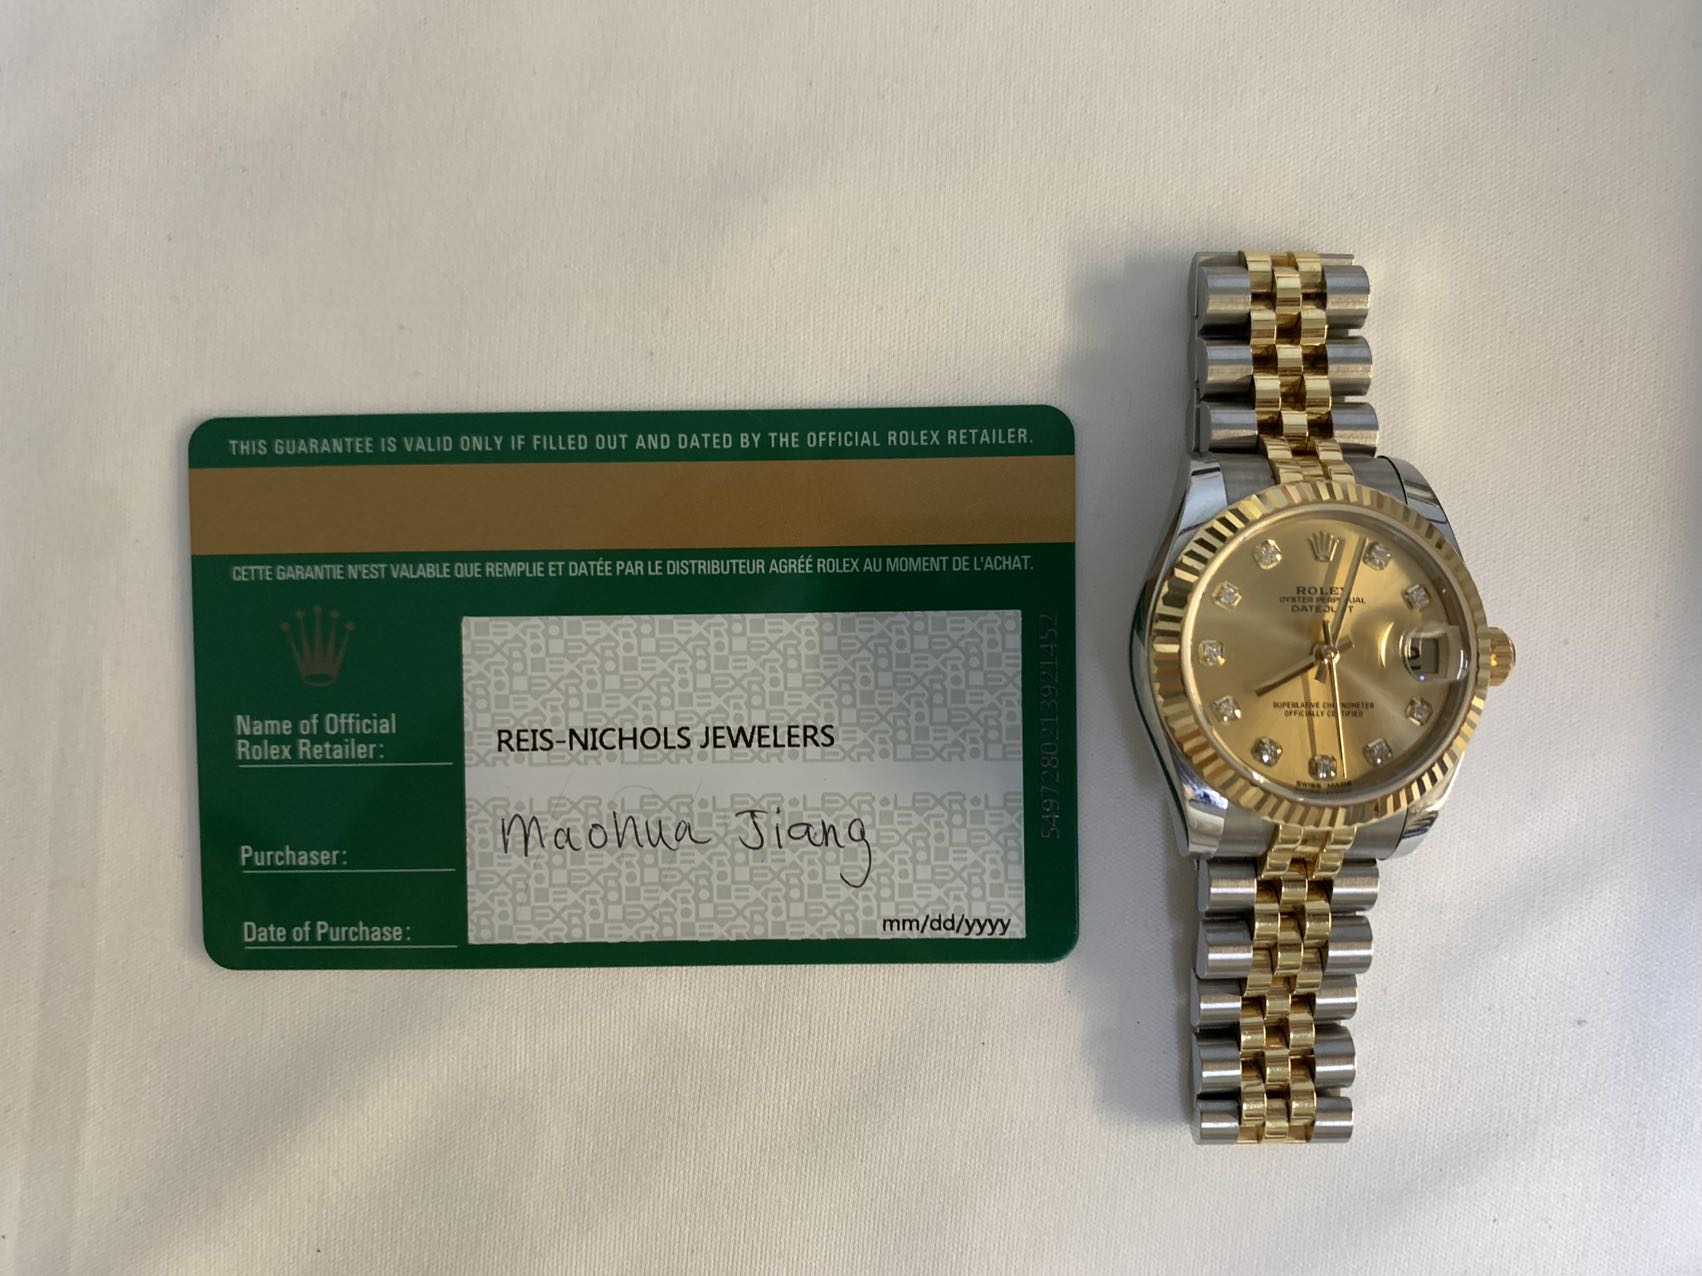 THIS GUARANTEE IS VALID ONLY IF FILLED OUT AND DATED BY THE OFFICIAL ROLEX RETAILER.
CETTE GARANTIE N'EST VALABLE QUE REMPLIE ET DATÉE PAR LE DISTRIBUTEUR AGRÉÉ ROLEX AU MOMENT DE L'ACHAT.
Name of Official
Rolex Retailer:
REIS-NICHOLS JEWELERS
Purchaser:
Maohua Jiang
Date of Purchase:
mm/dd/yyyy
5497280213921452
ROLEX
OYSTER PERPETUAL
DATEJUST
SUPERLATIVE CHRONOMETER
OFFICIALLY CERTIFIED
SWISS MADE